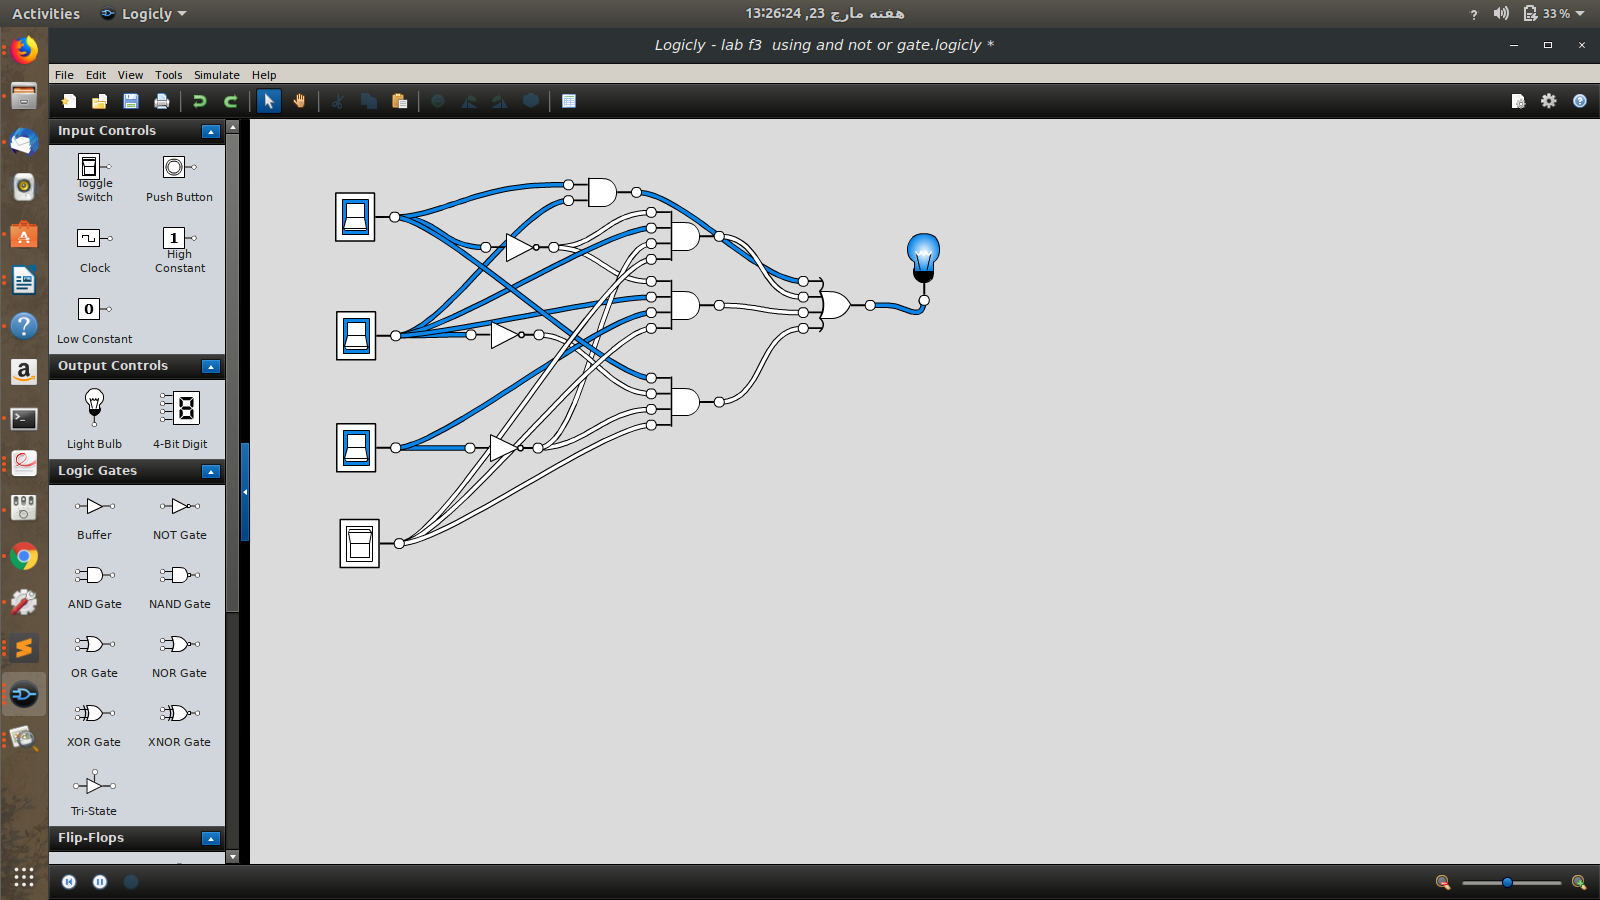 Activities
Logicly
هفته مارچ 23, 13:26:24
?
33 %
Logicly - lab f3  using and not or gate.logicly *
File Edit View Tools Simulate Help
Input Controls
Toggle Switch
Push Button
Clock
1
High Constant
0
Low Constant
Output Controls
Light Bulb
8
4-Bit Digit
Logic Gates
Buffer
NOT Gate
AND Gate
NAND Gate
OR Gate
NOR Gate
XOR Gate
XNOR Gate
Tri-State
Flip-Flops